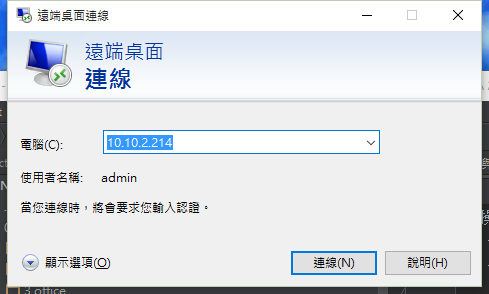 遠端桌面連線
遠端桌面
連線
電腦(C):
10.10.2.214
使用者名稱:
admin
當您連線時，將會要求您輸入認證。
顯示選項(O)
連線(N)
說明(H)
3 office